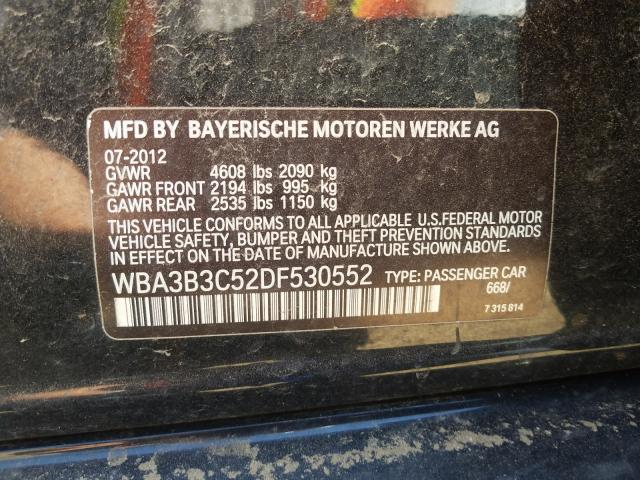 MFD BY BAYERISCHE MOTOREN WERKE AG
07-2012
GVWR 4608 lbs 2090 kg
GAWR FRONT 2194 lbs 995 kg
GAWR REAR 2535 lbs 1150 kg
THIS VEHICLE CONFORMS TO ALL APPLICABLE U.S.FEDERAL MOTOR
VEHICLE SAFETY, BUMPER AND THEFT PREVENTION STANDARDS
IN EFFECT ON THE DATE OF MANUFACTURE SHOWN ABOVE.
WBA3B3C52DF530552 TYPE: PASSENGER CAR
668/
7 315 814